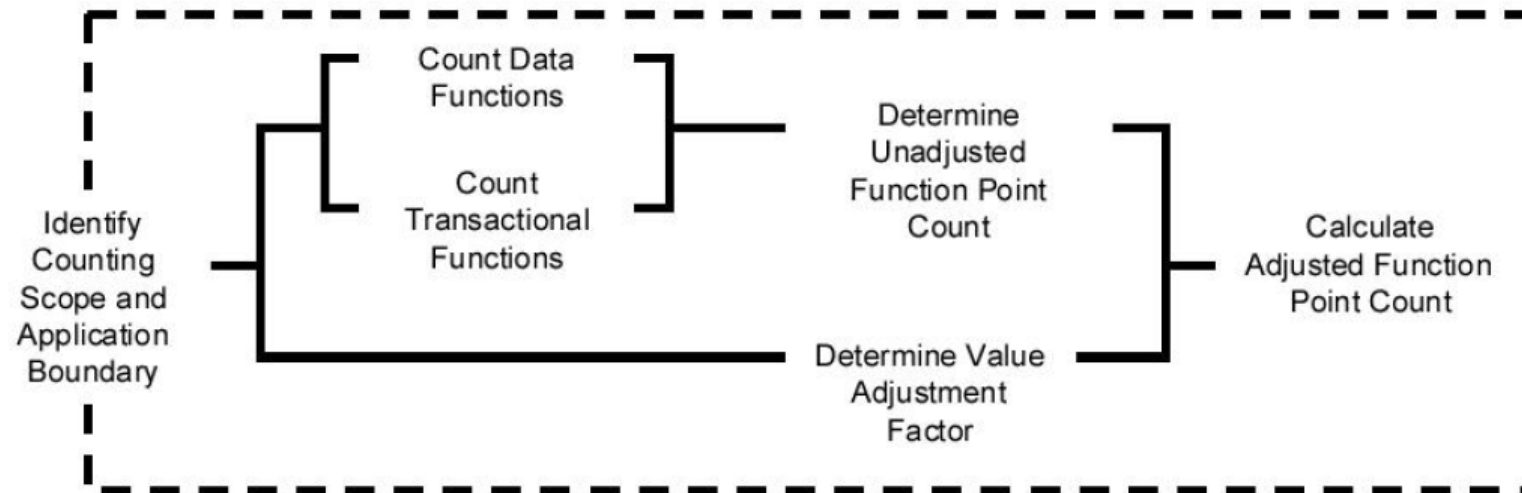 Identify
Counting
Scope and
Application
Boundary
Count Data
Functions
Count
Transactional
Functions
Determine
Unadjusted
Function Point
Count
Determine Value
Adjustment
Factor
Calculate
Adjusted Function
Point Count